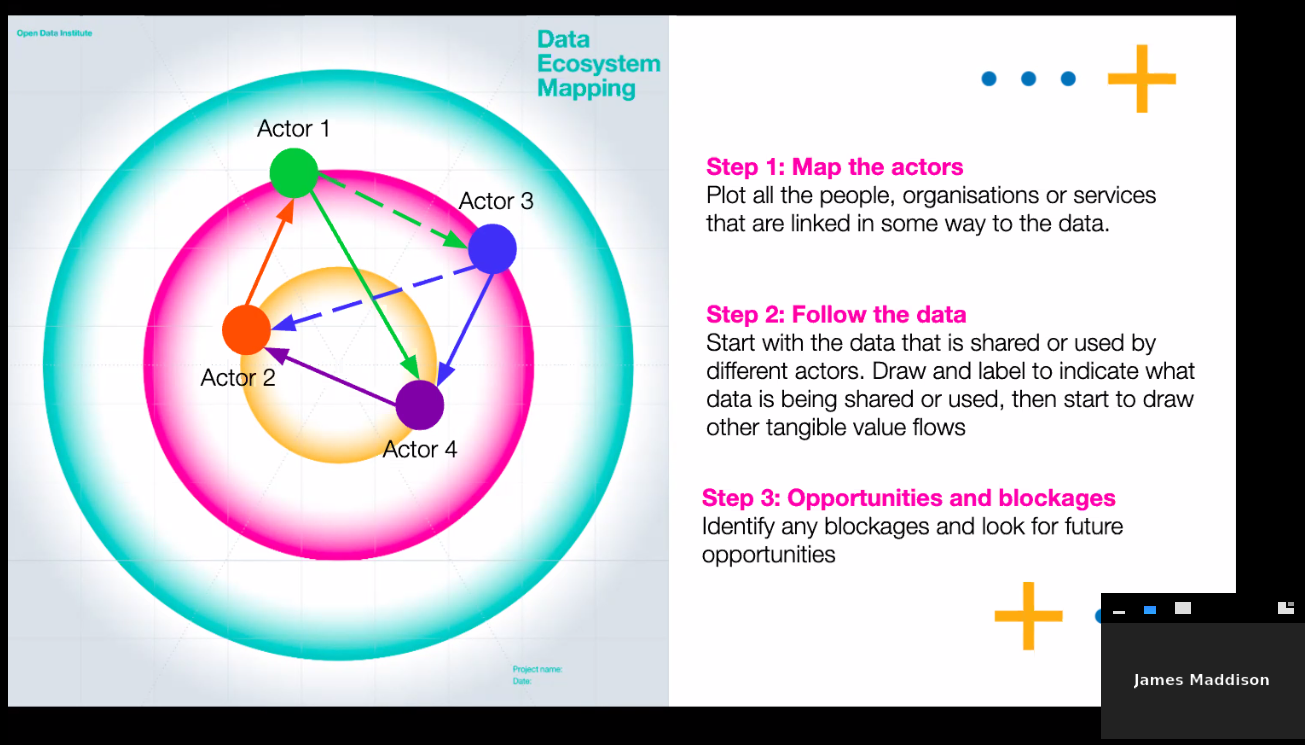 Open Data Institute
Data
Ecosystem
Mapping
Actor 1
Actor 3
Actor 2
Actor 4
Project name:
Date:
Step 1: Map the actors
Plot all the people, organisations or services
that are linked in some way to the data.
Step 2: Follow the data
Start with the data that is shared or used by
different actors. Draw and label to indicate what
data is being shared or used, then start to draw
other tangible value flows
Step 3: Opportunities and blockages
Identify any blockages and look for future
opportunities
James Maddison